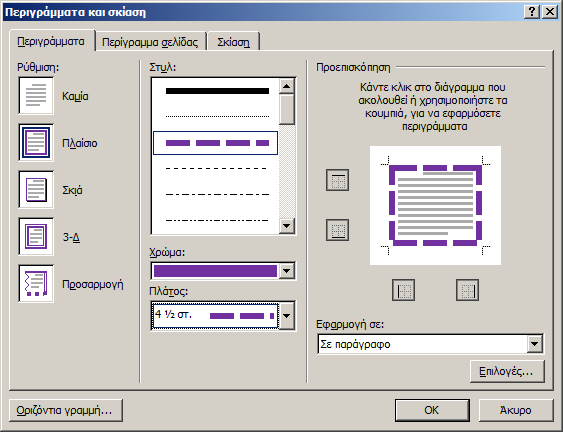 Περιγράμματα και σκίαση
Περιγράμματα
Περίγραμμα σελίδας
Σκίαση
Ρύθμιση:
Καμία
Πλαίσιο
Σκιά
3-Δ
Προσαρμογή
Στυλ:
Χρώμα:
Πλάτος:
4 ½ στ.
Προεπισκόπηση
Κάντε κλικ στο διάγραμμα που
ακολουθεί ή χρησιμοποιήστε τα
κουμπιά, για να εφαρμόσετε
περιγράμματα
Εφαρμογή σε:
Σε παράγραφο
Επιλογές...
Οριζόντια γραμμή...
OK
Άκυρο